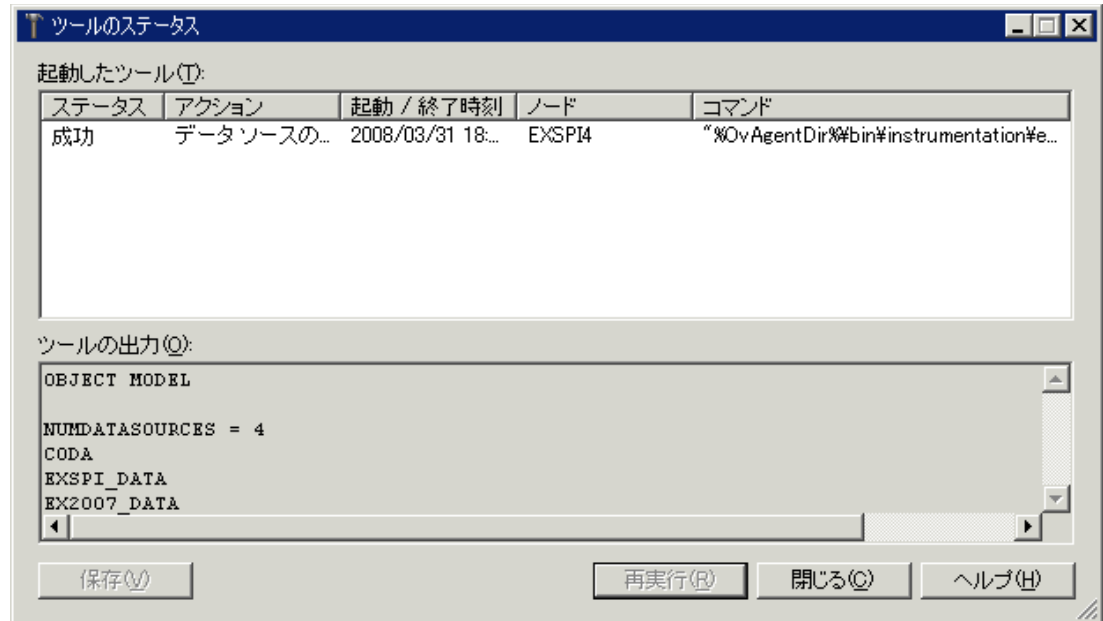 ツールのステータス
起動したツール(T):
ステータス アクション 起動 / 終了時刻 ノード コマンド
成功 データ ソースの... 2008/03/31 18:... EXSPI4 "%OvAgentDir%¥bin¥instrumentation¥e...
ツールの出力(O):
OBJECT MODEL
NUMDATASOURCES = 4
CODA
EXSPI_DATA
EX2007_DATA
保存(V) 再実行(R) 閉じる(C) ヘルプ(H)